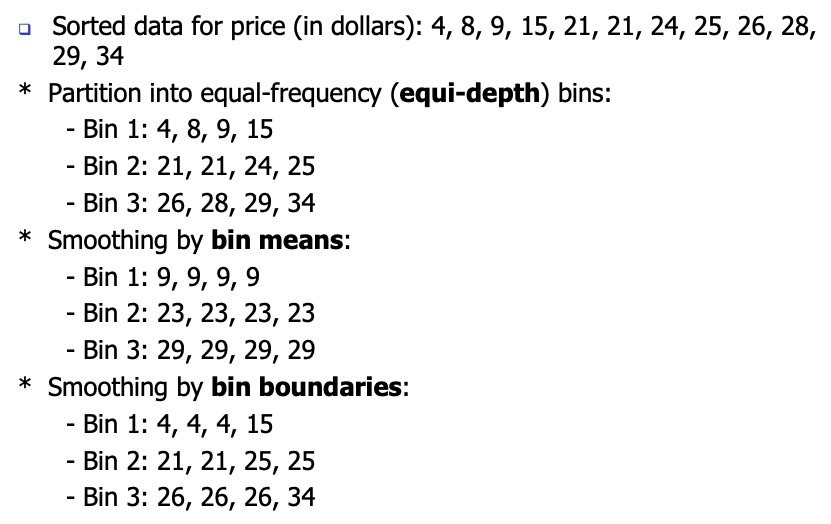 Sorted data for price (in dollars): 4, 8, 9, 15, 21, 21, 24, 25, 26, 28,
29, 34
* Partition into equal-frequency (equi-depth) bins:
- Bin 1: 4, 8, 9, 15
- Bin 2: 21, 21, 24, 25
- Bin 3: 26, 28, 29, 34
* Smoothing by bin means:
- Bin 1: 9, 9, 9, 9
- Bin 2: 23, 23, 23, 23
- Bin 3: 29, 29, 29, 29
* Smoothing by bin boundaries:
- Bin 1: 4, 4, 4, 15
- Bin 2: 21, 21, 25, 25
- Bin 3: 26, 26, 26, 34